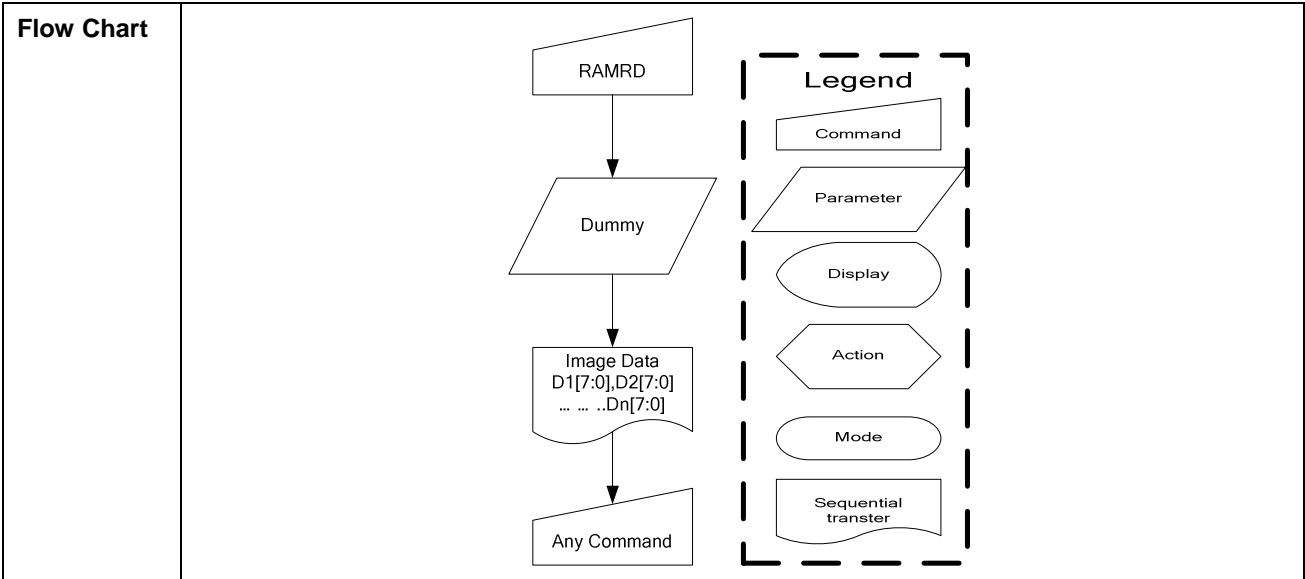 Flow Chart
RAMRD
Dummy
Image Data
D1[7:0],D2[7:0]
... ... ..Dn[7:0]
Any Command
Legend
Command
Parameter
Display
Action
Mode
Sequential
transter